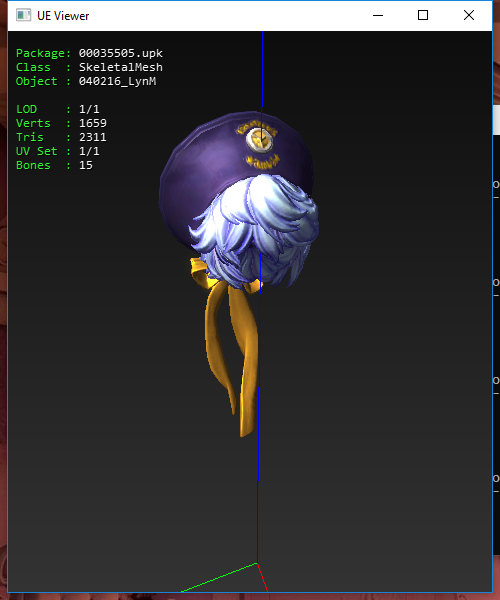 UE Viewer
Package: 00035505.upk
Class : SkeletalMesh
Object : 040216_LynM
LOD : 1/1
Verts : 1659
Tris : 2311
UV Set : 1/1
Bones : 15